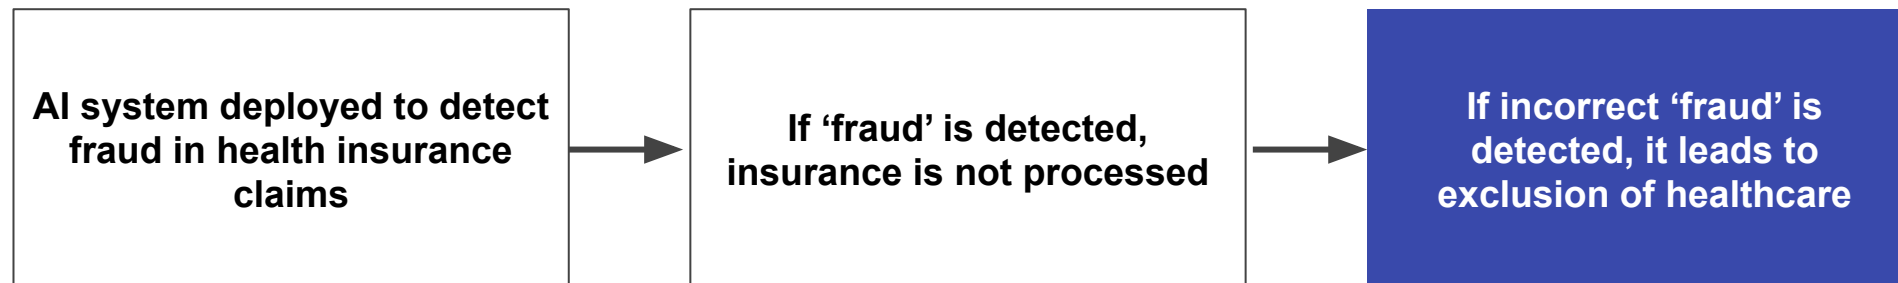 AI system deployed to detect
fraud in health insurance
claims
If ‘fraud’ is detected,
insurance is not processed
If incorrect ‘fraud’ is
detected, it leads to
exclusion of healthcare